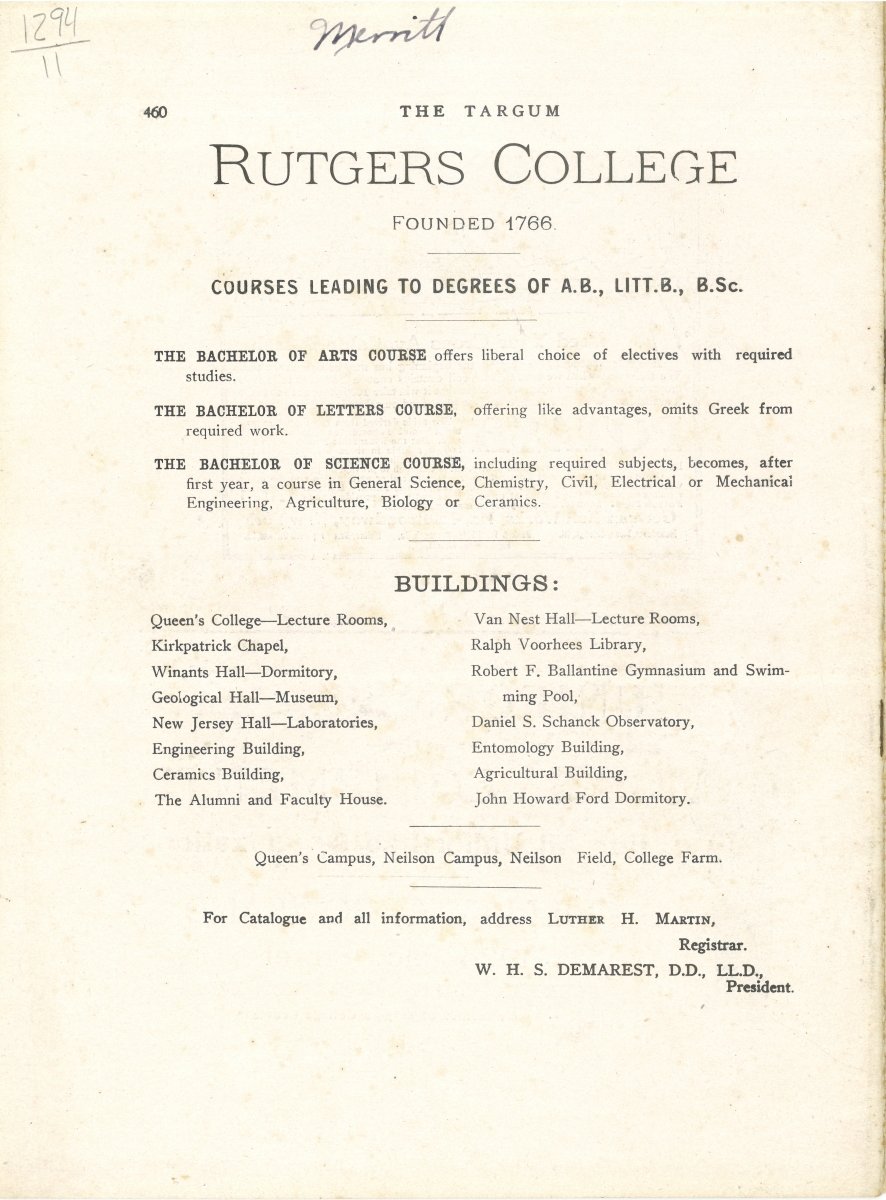 1294
11
Merritt
460 THE TARGUM
RUTGERS COLLEGE
FOUNDED 1766.
COURSES LEADING TO DEGREES OF A.B., LITT.B., B.Sc.
THE BACHELOR OF ARTS COURSE offers liberal choice of electives with required
studies.
THE BACHELOR OF LETTERS COURSE, offering like advantages, omits Greek from
required work.
THE BACHELOR OF SCIENCE COURSE, including required subjects, becomes, after
first year, a course in General Science, Chemistry, Civil, Electrical or Mechanical
Engineering, Agriculture, Biology or Ceramics.
BUILDINGS:
Queen's College—Lecture Rooms,
Kirkpatrick Chapel,
Winants Hall—Dormitory,
Geological Hall—Museum,
New Jersey Hall—Laboratories,
Engineering Building,
Ceramics Building,
The Alumni and Faculty House.
Van Nest Hall—Lecture Rooms,
Ralph Voorhees Library,
Robert F. Ballantine Gymnasium and Swim-
ming Pool,
Daniel S. Schanck Observatory,
Entomology Building,
Agricultural Building,
John Howard Ford Dormitory.
Queen's Campus, Neilson Campus, Neilson Field, College Farm.
For Catalogue and all information, address LUTHER H. MARTIN,
Registrar.
W. H. S. DEMAREST, D.D., LL.D.,
President.